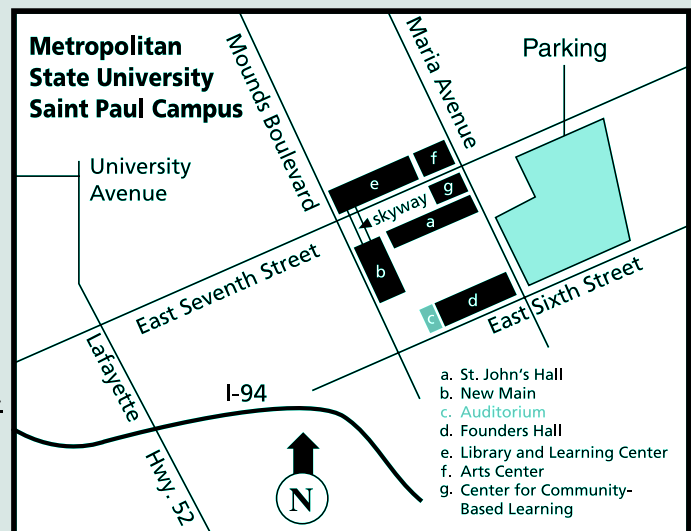 Metropolitan
State University
Saint Paul Campus
Mounds Boulevard
Maria Avenue
Parking
University
Avenue
e
f
g
skyway
a
b
East Seventh Street
d
c
East Sixth Street
Lafayette
Hwy. 52
I-94
N
a. St. John's Hall
b. New Main
c. Auditorium
d. Founders Hall
e. Library and Learning Center
f. Arts Center
g. Center for Community-
Based Learning